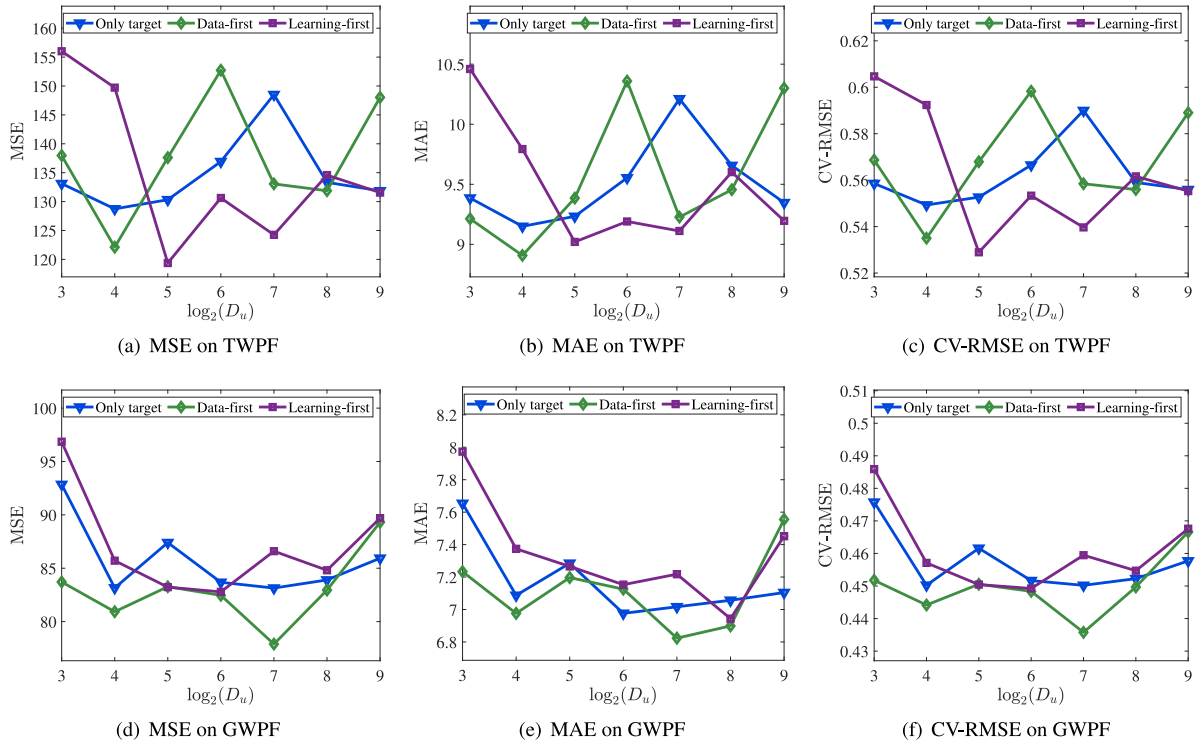 Only target Data-first Learning-first
160
155
150
145
140
135
130
125
120
MSE
3 4 5 6 7 8 9
log₂(Dᵤ)
(a) MSE on TWPF
Only target Data-first Learning-first
10.5
10
9.5
9
MAE
3 4 5 6 7 8 9
log₂(Dᵤ)
(b) MAE on TWPF
0.62
Only target Data-first Learning-first
0.6
0.58
0.56
0.54
0.52
CV-RMSE
3 4 5 6 7 8 9
log₂(Dᵤ)
(c) CV-RMSE on TWPF
Only target Data-first Learning-first
100
95
90
85
80
MSE
3 4 5 6 7 8 9
log₂(Dᵤ)
(d) MSE on GWPF
8.2
Only target Data-first Learning-first
8
7.8
7.6
7.4
7.2
7
6.8
MAE
3 4 5 6 7 8 9
log₂(Dᵤ)
(e) MAE on GWPF
0.51
Only target Data-first Learning-first
0.5
0.49
0.48
0.47
0.46
0.45
0.44
0.43
CV-RMSE
3 4 5 6 7 8 9
log₂(Dᵤ)
(f) CV-RMSE on GWPF